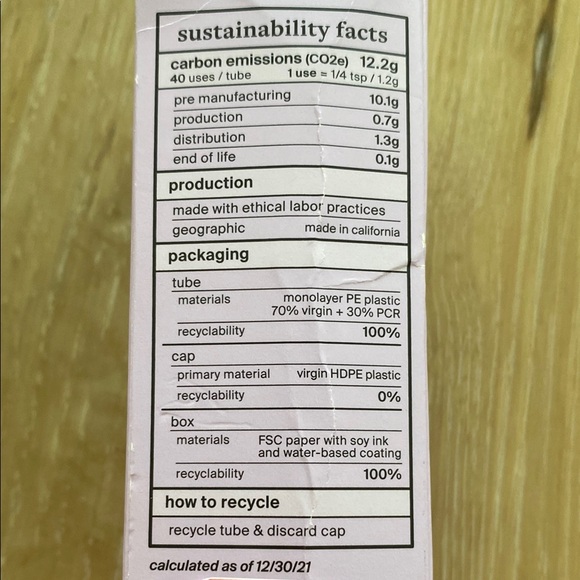 sustainability facts
carbon emissions (CO2e) 12.2g
40 uses / tube 1 use = 1/4 tsp / 1.2g
pre manufacturing 10.1g
production 0.7g
distribution 1.3g
end of life 0.1g
production
made with ethical labor practices
geographic made in california
packaging
tube
materials monolayer PE plastic
70% virgin + 30% PCR
recyclability 100%
cap
primary material virgin HDPE plastic
recyclability 0%
box
materials FSC paper with soy ink
and water-based coating
recyclability 100%
how to recycle
recycle tube & discard cap
calculated as of 12/30/21